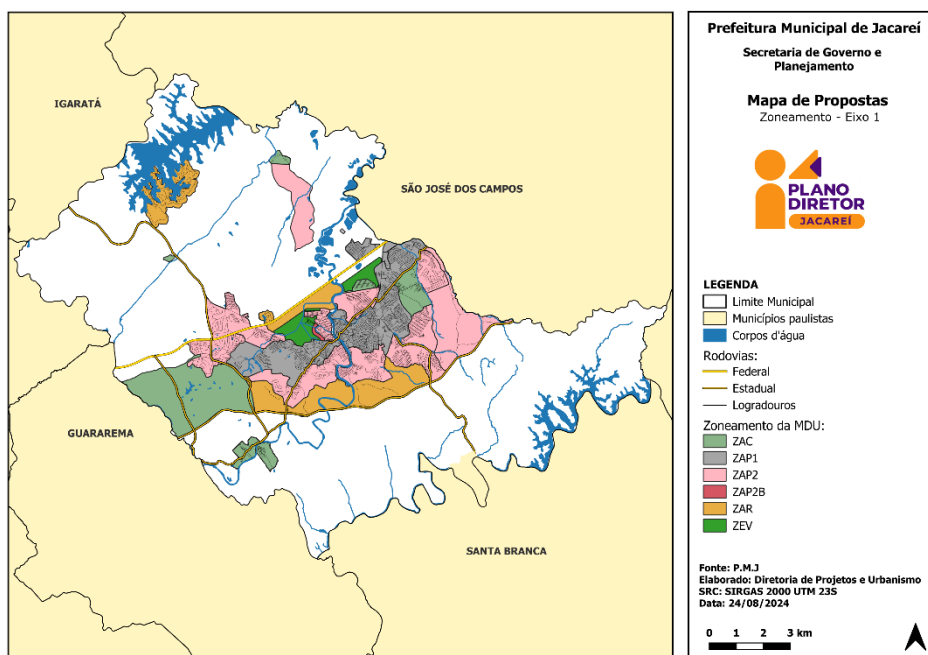 IGARATÁ
SÃO JOSÉ DOS CAMPOS
GUARAREMA
SANTA BRANCA
Prefeitura Municipal de Jacareí
Secretaria de Governo e
Planejamento
Mapa de Propostas
Zoneamento - Eixo 1
PLANO
DIRETOR
JACAREÍ
LEGENDA
Limite Municipal
Municípios paulistas
Corpos d'água
Rodovias:
Federal
Estadual
Logradouros
Zoneamento da MDU:
ZAC
ZAP1
ZAP2
ZAP2B
ZAR
ZEV
Fonte: P.M.J
Elaborado: Diretoria de Projetos e Urbanismo
SRC: SIRGAS 2000 UTM 23S
Data: 24/08/2024
0 1 2 3 km